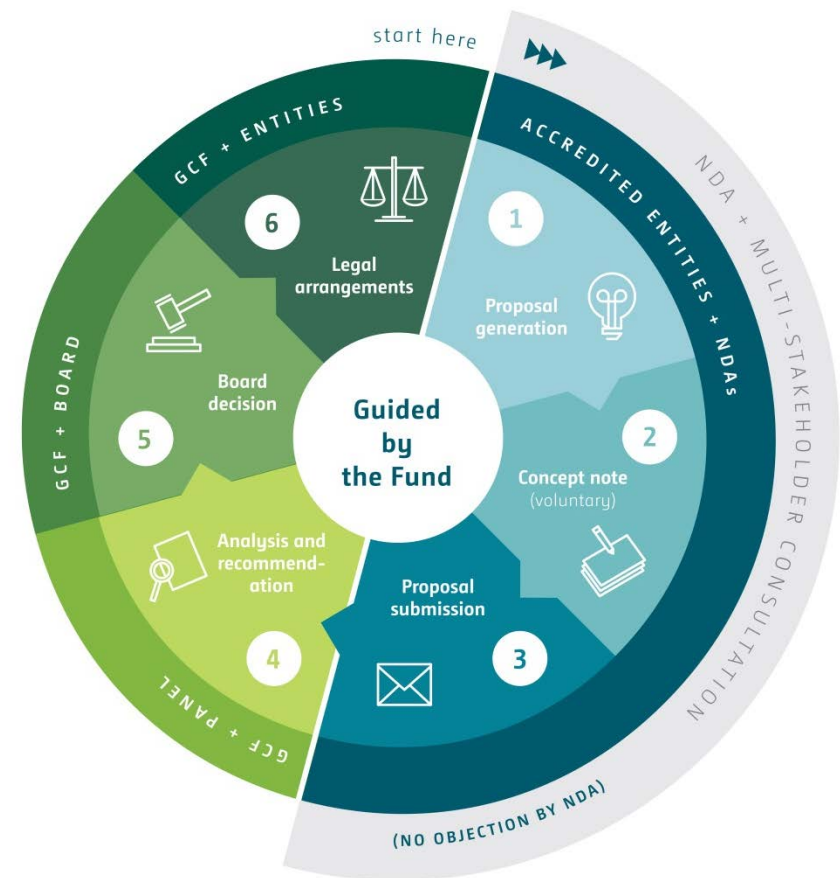 start here
ACCREDITED ENTITIES + NDAs
NDA + MULTI-STAKEHOLDER CONSULTATION
(NO OBJECTION BY NDA)
1
Proposal
generation
2
Concept note
(voluntary)
3
Proposal
submission
GCF + PANEL
4
Analysis and
recommend-
ation
GCF + BOARD
5
Board
decision
GCF + ENTITIES
6
Legal
arrangements
Guided
by
the Fund